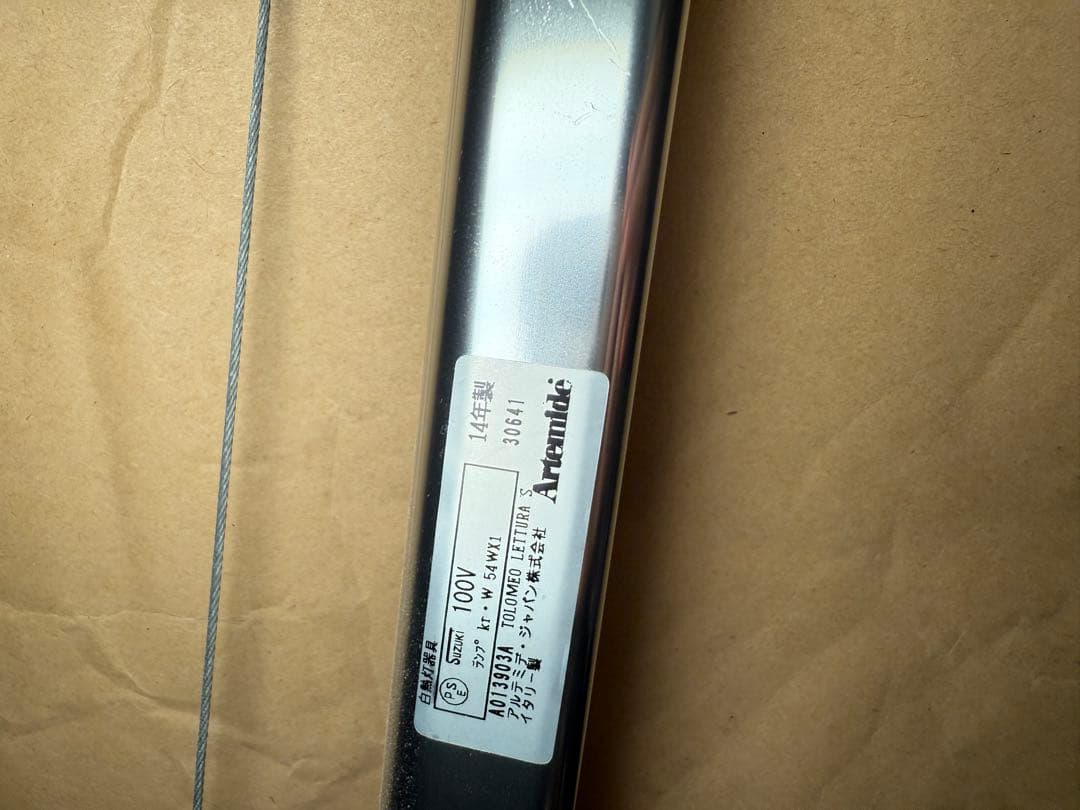 白熱灯器具
PS
E
SUZUKI 100V
ランプ kr・W 54WX1
14年製
30641
A013903A TOLOMEO LETTURA S
アルテミデ・ジャパン株式会社
イタリー製
Artemide